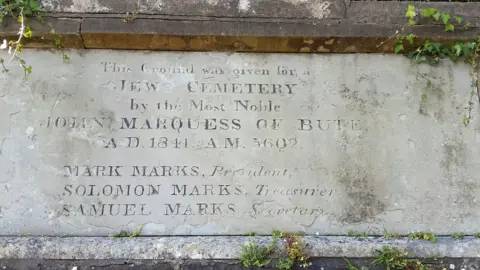 This Ground was given for a
JEW CEMETERY
by the Most Noble
JOHN, MARQUESS OF BUTE,
A.D. 1841, A.M. 5602.
MARK MARKS, President,
SOLOMON MARKS, Treasurer,
SAMUEL MARKS, Secretary.